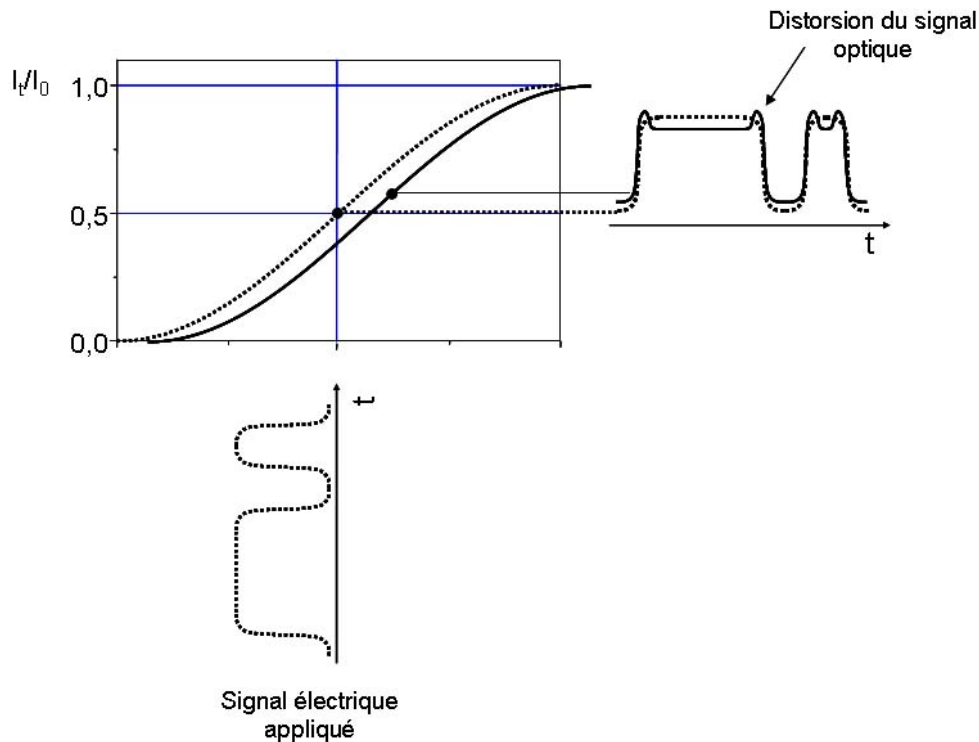 Distorsion du signal
optique
It/I0
1,0
0,5
0,0
t
t
Signal électrique
appliqué